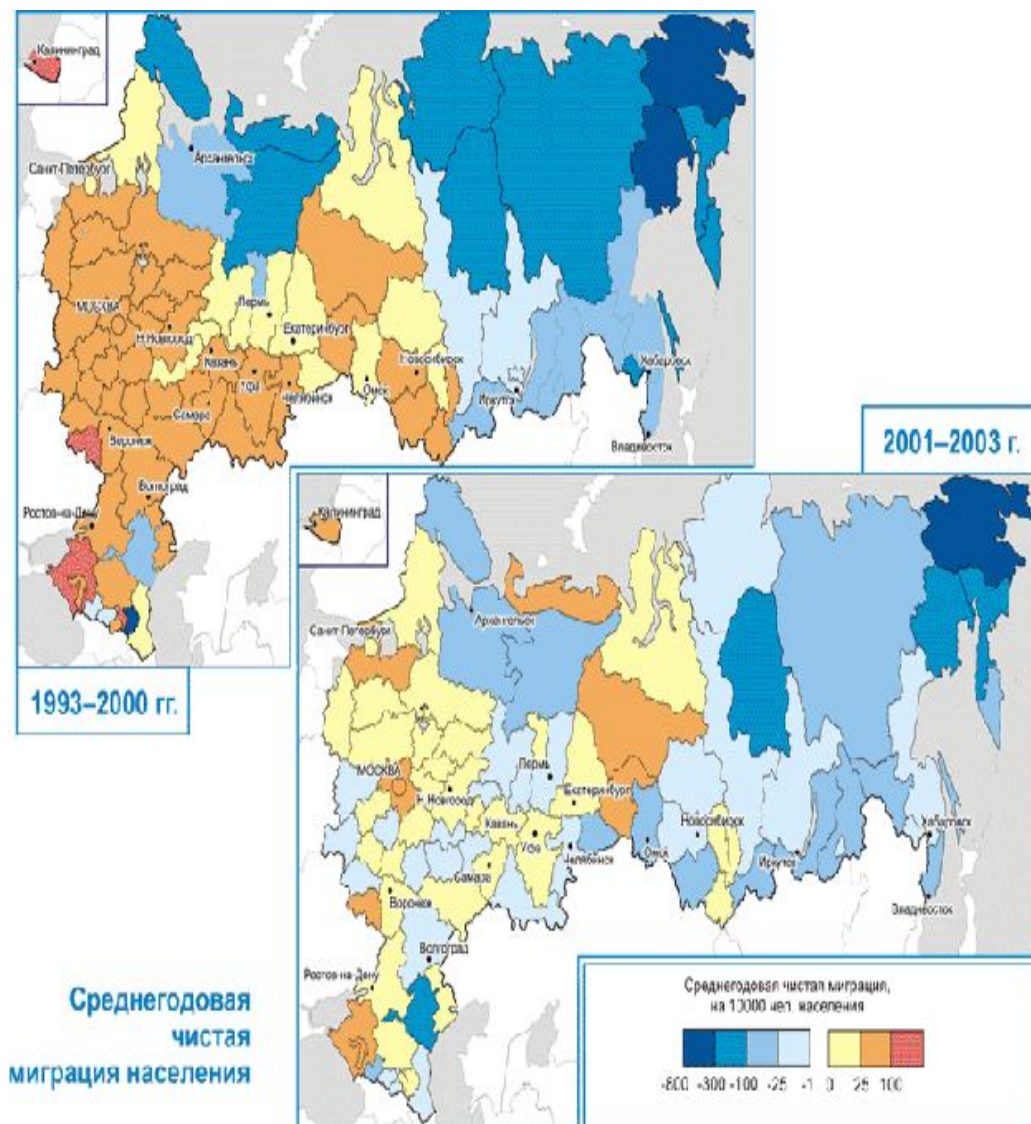 Калининград
Санкт-Петербург
Архангельск
МОСКВА
Пермь
Н.Новгород
Екатеринбург
Казань
Уфа
Новосибирск
Челябинск
Омск
Самара
Иркутск
Хабаровск
Воронеж
Владивосток
Волгоград
Ростов-на-Дону
1993–2000 гг.
2001–2003 г.
Калининград
Архангельск
Санкт-Петербург
Пермь
МОСКВА
Н.Новгород
Екатеринбург
Казань
Уфа
Новосибирск
Челябинск
Омск
Самара
Иркутск
Хабаровск
Воронеж
Владивосток
Волгоград
Ростов-на-Дону
Среднегодовая
чистая
миграция населения
Среднегодовая чистая миграция,
на 10000 чел. населения
-800 -300 -100 -25 -1 0 25 100